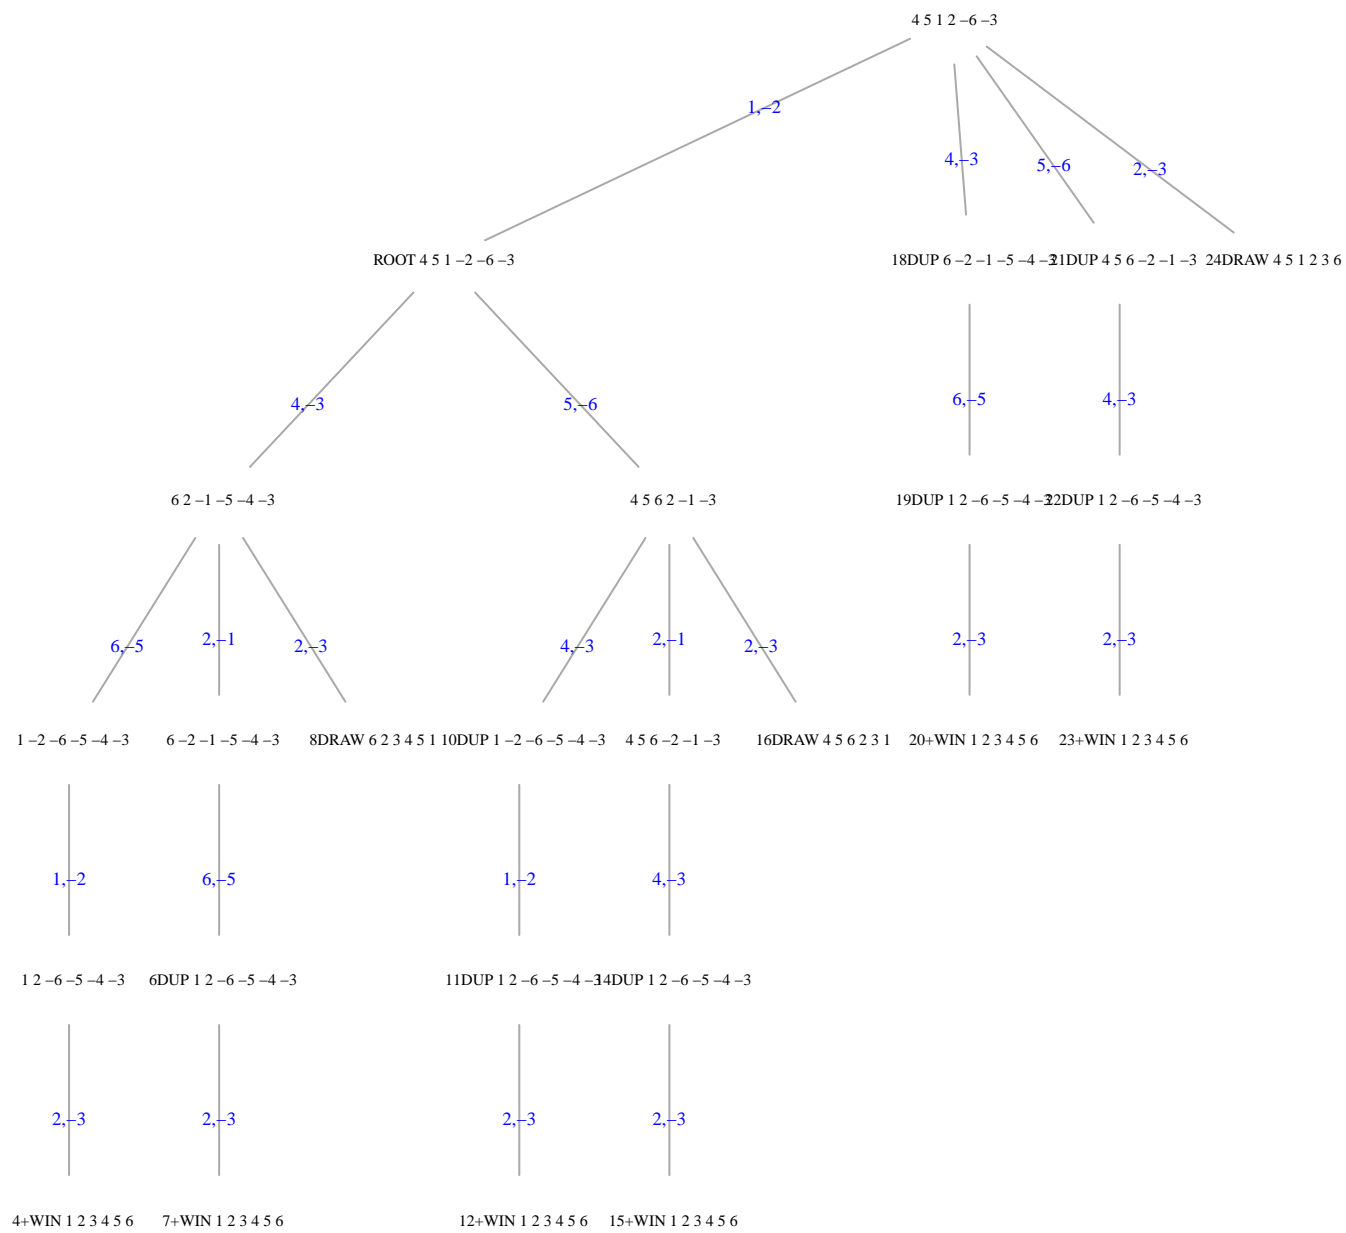 4 5 1 2 −6 −3
1,−2
4,−3
5,−6
2,−3
ROOT 4 5 1 −2 −6 −3
18DUP 6 −2 −1 −5 −4 −3
21DUP 4 5 6 −2 −1 −3
24DRAW 4 5 1 2 3 6
4,−3
5,−6
6,−5
4,−3
6 2 −1 −5 −4 −3
4 5 6 2 −1 −3
19DUP 1 2 −6 −5 −4 −3
22DUP 1 2 −6 −5 −4 −3
6,−5
2,−1
2,−3
4,−3
2,−1
2,−3
2,−3
2,−3
1 −2 −6 −5 −4 −3
6 −2 −1 −5 −4 −3
8DRAW 6 2 3 4 5 1
10DUP 1 −2 −6 −5 −4 −3
4 5 6 −2 −1 −3
16DRAW 4 5 6 2 3 1
20+WIN 1 2 3 4 5 6
23+WIN 1 2 3 4 5 6
1,−2
6,−5
1,−2
4,−3
1 2 −6 −5 −4 −3
6DUP 1 2 −6 −5 −4 −3
11DUP 1 2 −6 −5 −4 −3
14DUP 1 2 −6 −5 −4 −3
2,−3
2,−3
2,−3
2,−3
4+WIN 1 2 3 4 5 6
7+WIN 1 2 3 4 5 6
12+WIN 1 2 3 4 5 6
15+WIN 1 2 3 4 5 6